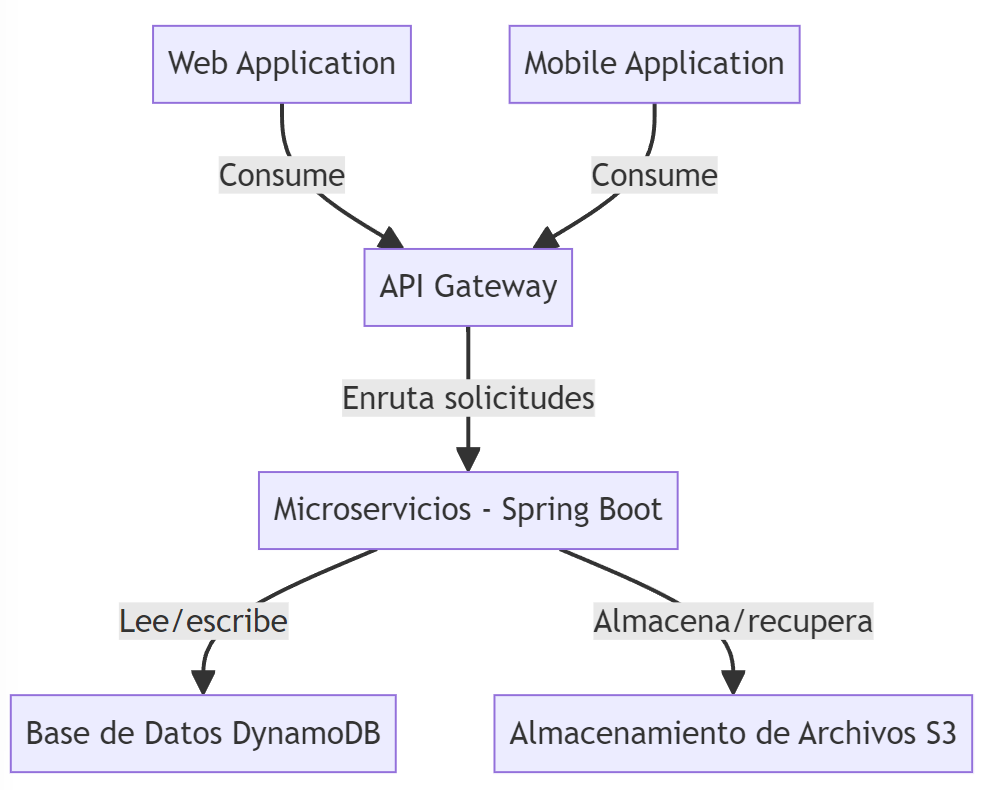 Web Application
Mobile Application
Consume
Consume
API Gateway
Enruta solicitudes
Microservicios - Spring Boot
Lee/escribe
Almacena/recupera
Base de Datos DynamoDB
Almacenamiento de Archivos S3